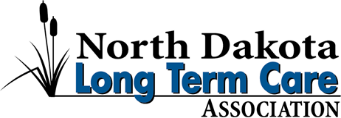 North Dakota
Long Term Care
ASSOCIATION